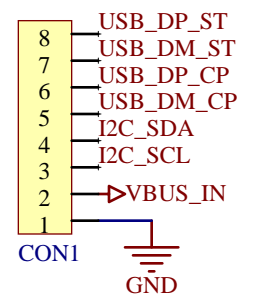 USB_DP_ST
8
USB_DM_ST
7
USB_DP_CP
6
USB_DM_CP
5
I2C_SDA
4
I2C_SCL
3
2
VBUS_IN
1
CON1
GND